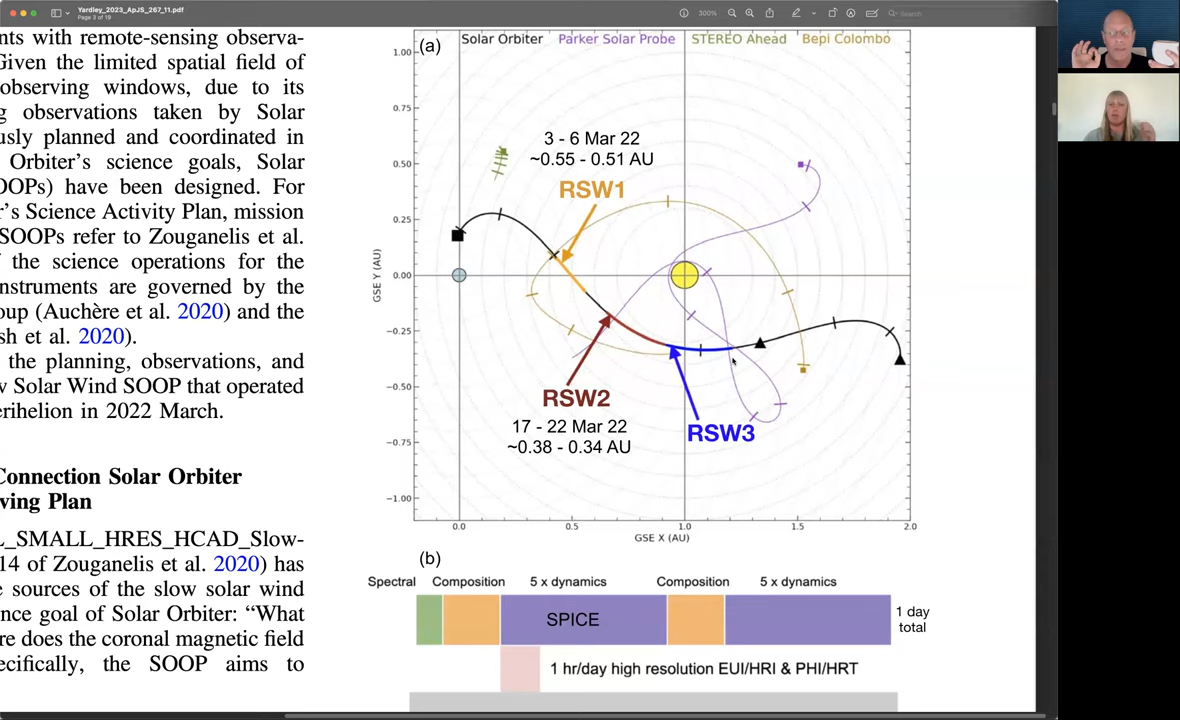 Yardley_2023_ApJS_267_11.pdf
Page 3 of 19
300%
Search
nts with remote-sensing observa-
Given the limited spatial field of
observing windows, due to its
g observations taken by Solar
usly planned and coordinated in
Orbiter's science goals, Solar
OOPs) have been designed. For
r's Science Activity Plan, mission
SOOPs refer to Zouganelis et al.
f the science operations for the
nstruments are governed by the
oup (Auchère et al. 2020) and the
sh et al. 2020).
the planning, observations, and
w Solar Wind SOOP that operated
erihelion in 2022 March.
Connection Solar Orbiter
ving Plan
L_SMALL_HRES_HCAD_Slow-
14 of Zouganelis et al. 2020) has
e sources of the slow solar wind
nce goal of Solar Orbiter: "What
re does the coronal magnetic field
pecifically, the SOOP aims to
(a)
Solar Orbiter Parker Solar Probe STEREO Ahead Bepi Colombo
1.00
0.75
0.50
0.25
0.00
−0.25
−0.50
−0.75
−1.00
GSE Y (AU)
3 - 6 Mar 22
~0.55 - 0.51 AU
RSW1
RSW2
17 - 22 Mar 22
~0.38 - 0.34 AU
RSW3
0.0 0.5 1.0 1.5 2.0
GSE X (AU)
(b)
Spectral Composition 5 x dynamics Composition 5 x dynamics
SPICE
1 day
total
1 hr/day high resolution EUI/HRI & PHI/HRT